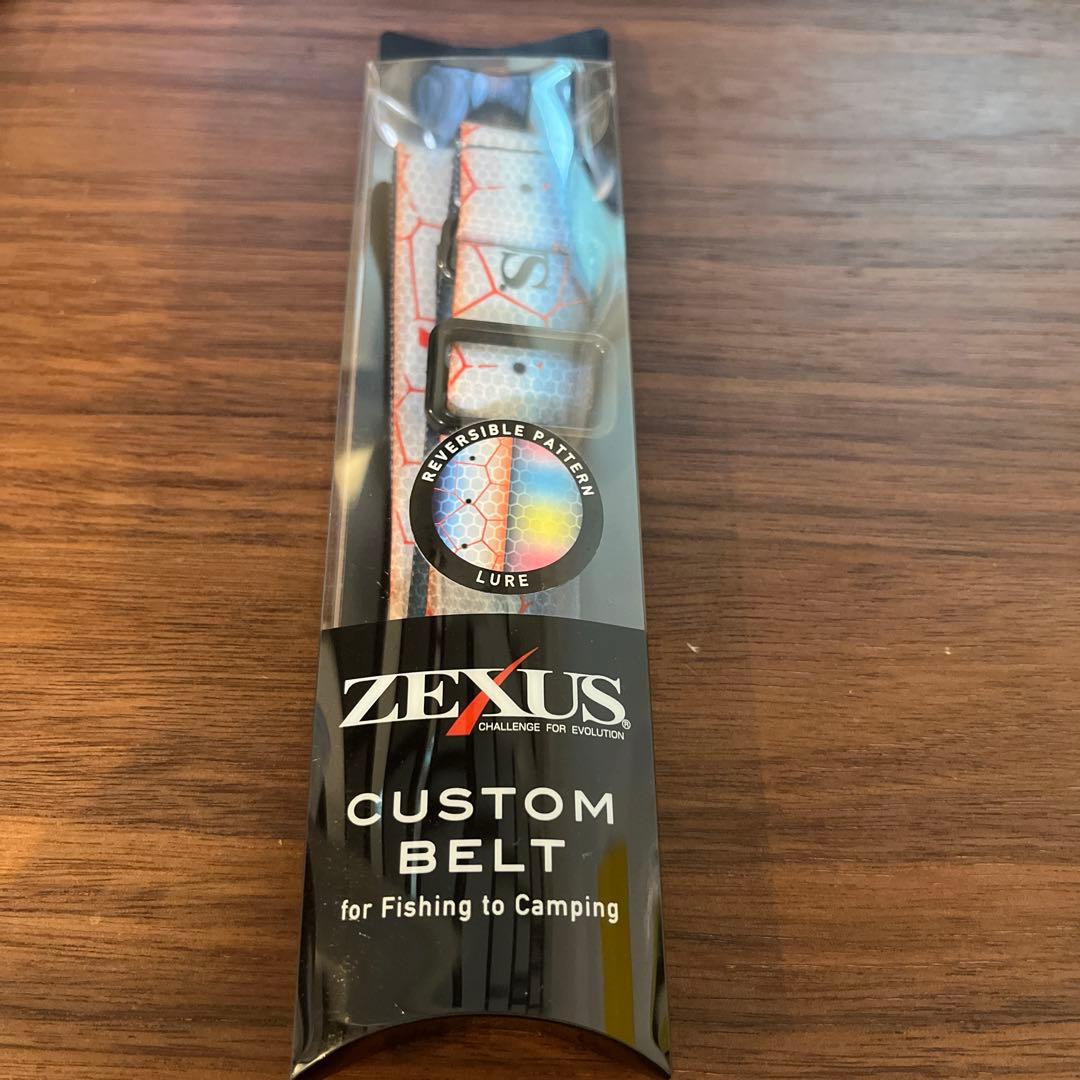 S
REVERSIBLE PATTERN
LURE
ZEXUS®
CHALLENGE FOR EVOLUTION
CUSTOM
BELT
for Fishing to Camping